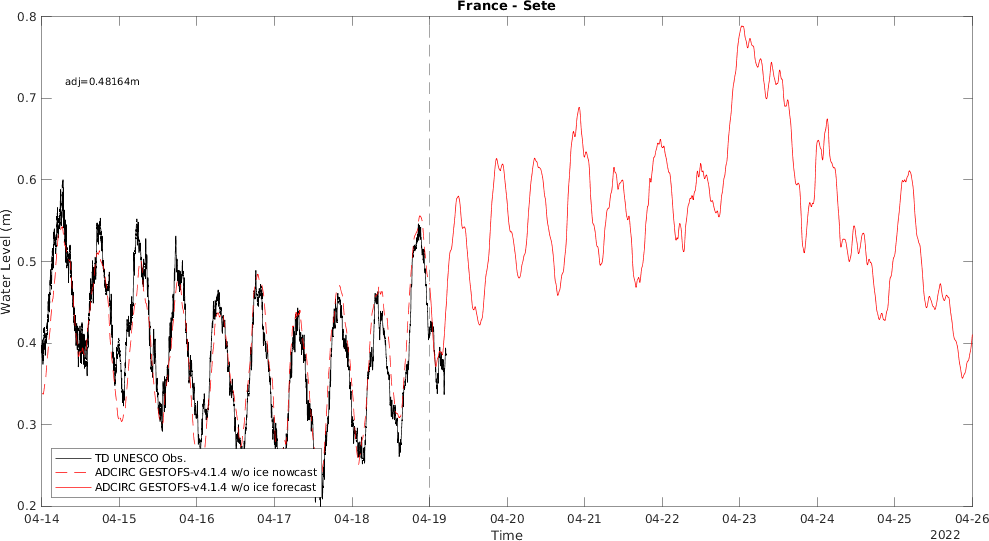 France - Sete
adj=0.48164m
Water Level (m)
0.8
0.7
0.6
0.5
0.4
0.3
0.2
TD UNESCO Obs.
ADCIRC GESTOFS-v4.1.4 w/o ice nowcast
ADCIRC GESTOFS-v4.1.4 w/o ice forecast
04-14 04-15 04-16 04-17 04-18 04-19 04-20 04-21 04-22 04-23 04-24 04-25 04-26
Time
2022